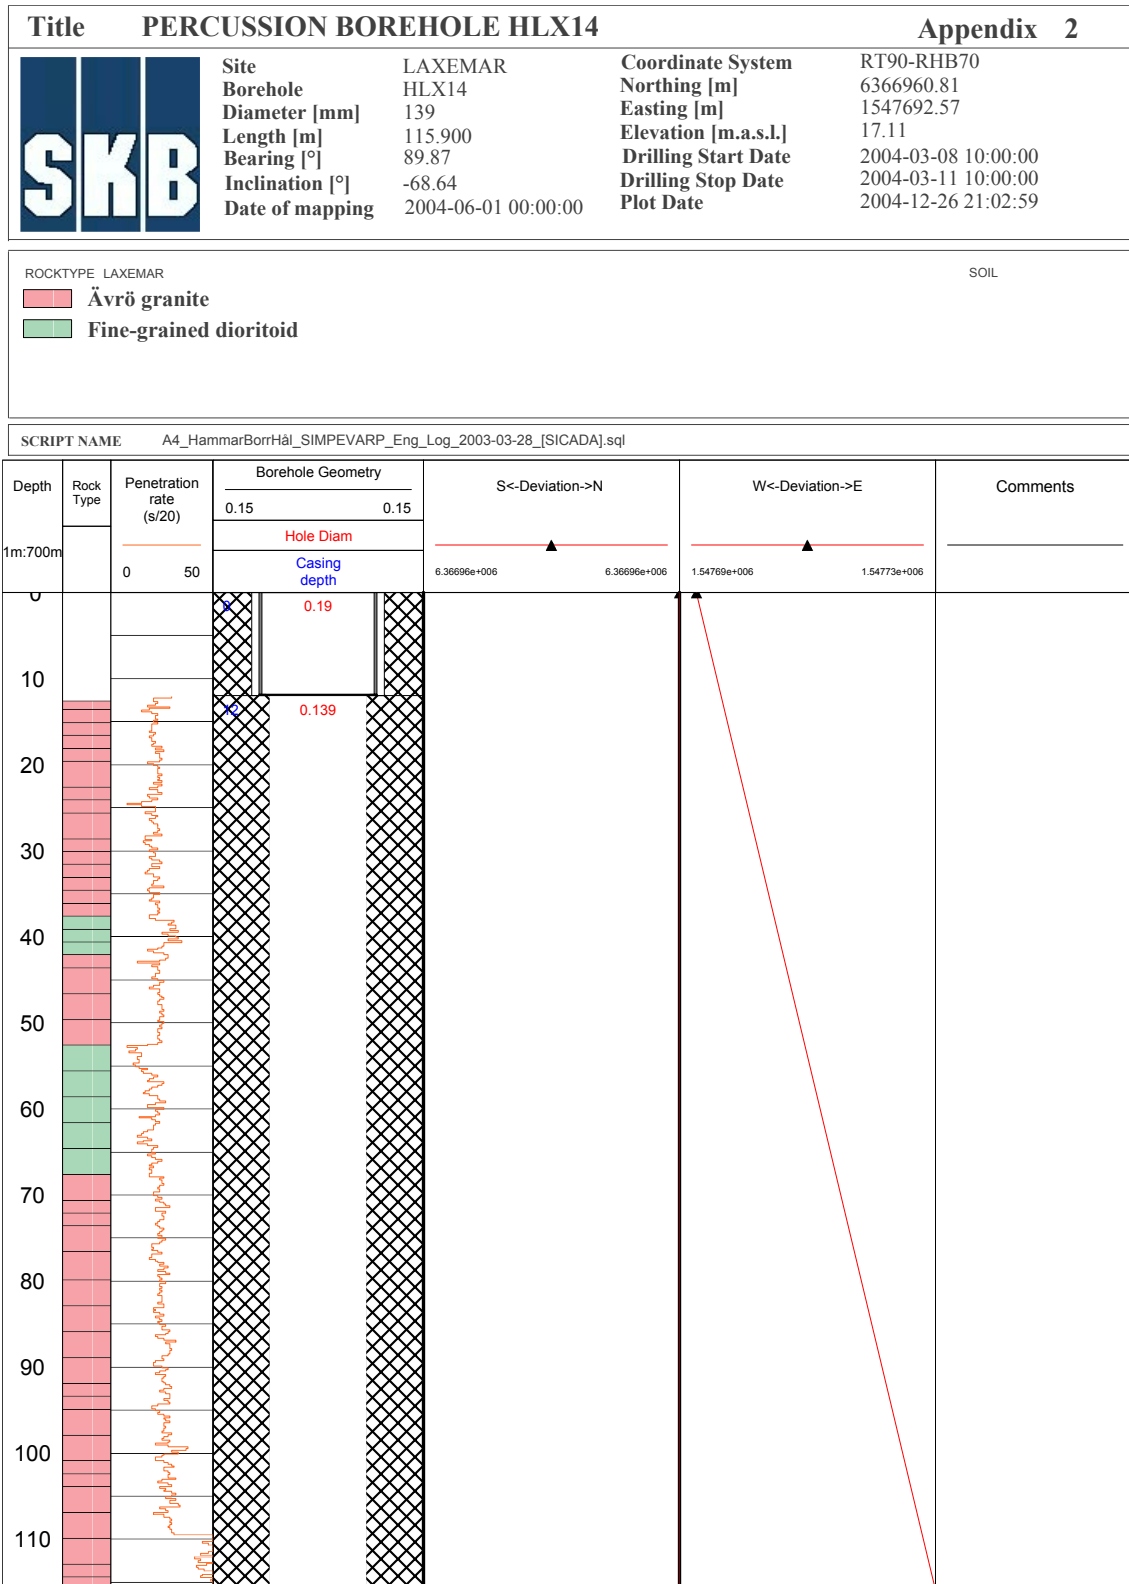 Title PERCUSSION BOREHOLE HLX14 Appendix 2
SKB
Site LAXEMAR
Borehole HLX14
Diameter [mm] 139
Length [m] 115.900
Bearing [°] 89.87
Inclination [°] -68.64
Date of mapping 2004-06-01 00:00:00
Coordinate System RT90-RHB70
Northing [m] 6366960.81
Easting [m] 1547692.57
Elevation [m.a.s.l.] 17.11
Drilling Start Date 2004-03-08 10:00:00
Drilling Stop Date 2004-03-11 10:00:00
Plot Date 2004-12-26 21:02:59
ROCKTYPE LAXEMAR SOIL
Ävrö granite
Fine-grained dioritoid
SCRIPT NAME A4_HammarBorrHål_SIMPEVARP_Eng_Log_2003-03-28_[SICADA].sql
Depth
1m:700m
Rock
Type
Penetration
rate
(s/20)
0 50
Borehole Geometry
0.15 0.15
Hole Diam
Casing
depth
S<-Deviation->N
6.36696e+006 6.36696e+006
W<-Deviation->E
1.54769e+006 1.54773e+006
Comments
0
0 0.19
10
12 0.139
20
30
40
50
60
70
80
90
100
110